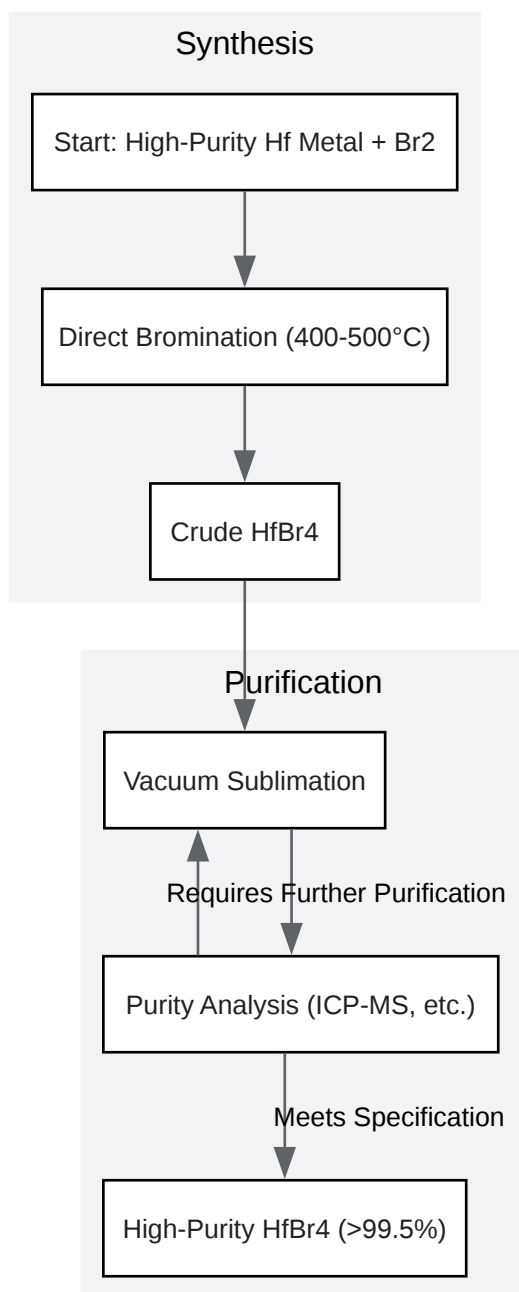 Synthesis
Start: High-Purity Hf Metal + Br2
Direct Bromination (400-500°C)
Crude HfBr4
Purification
Vacuum Sublimation
Requires Further Purification
Purity Analysis (ICP-MS, etc.)
Meets Specification
High-Purity HfBr4 (>99.5%)